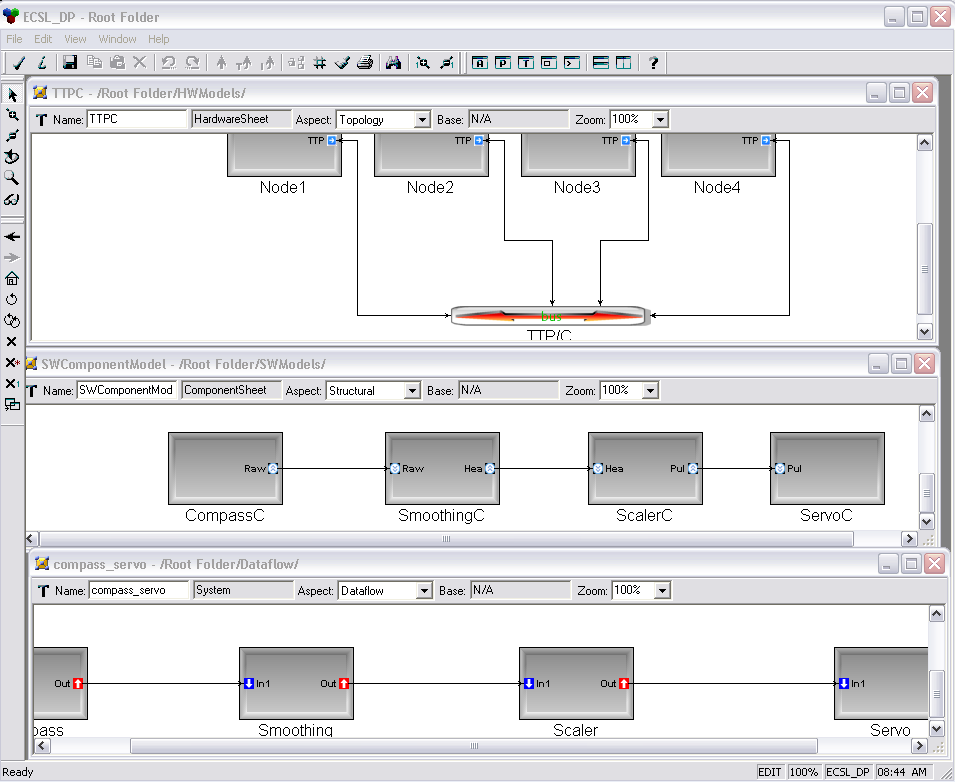 ECSL_DP - Root Folder
File Edit View Window Help
TTPC - /Root Folder/HWModels/
Name: TTPC HardwareSheet Aspect: Topology Base: N/A Zoom: 100%
TTP TTP TTP TTP
Node1 Node2 Node3 Node4
bus
TTP/C
SWComponentModel - /Root Folder/SWModels/
Name: SWComponentMod ComponentSheet Aspect: Structural Base: N/A Zoom: 100%
Raw Raw Hea Hea Pul Pul
CompassC SmoothingC ScalerC ServoC
compass_servo - /Root Folder/Dataflow/
Name: compass_servo System Aspect: Dataflow Base: N/A Zoom: 100%
Out In1 Out In1 Out In1
pass Smoothing Scaler Servo
Ready EDIT 100% ECSL_DP 08:44 AM